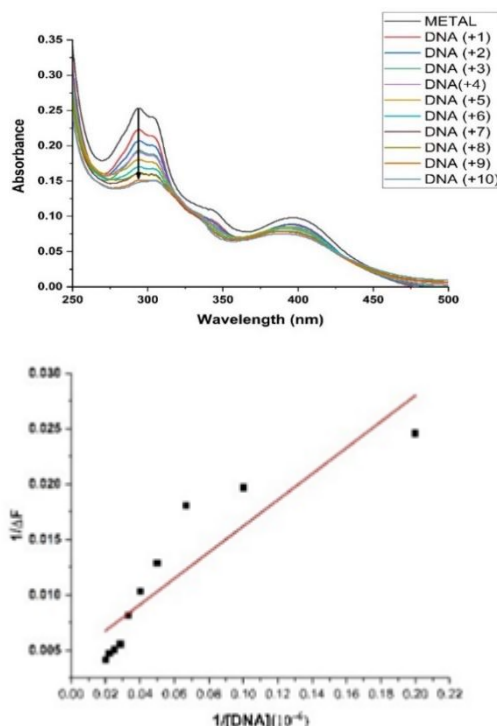 METAL
DNA (+1)
DNA (+2)
DNA (+3)
DNA(+4)
DNA (+5)
DNA (+6)
DNA (+7)
DNA (+8)
DNA (+9)
DNA (+10)
0.35
0.30
0.25
0.20
0.15
0.10
0.05
0.00
Absorbance
250 300 350 400 450 500
Wavelength (nm)
0.030
0.025
0.020
0.015
0.010
0.005
1/ΔF
0.00 0.02 0.04 0.06 0.08 0.10 0.12 0.14 0.16 0.18 0.20 0.22
1/[DNA](10⁻⁶)